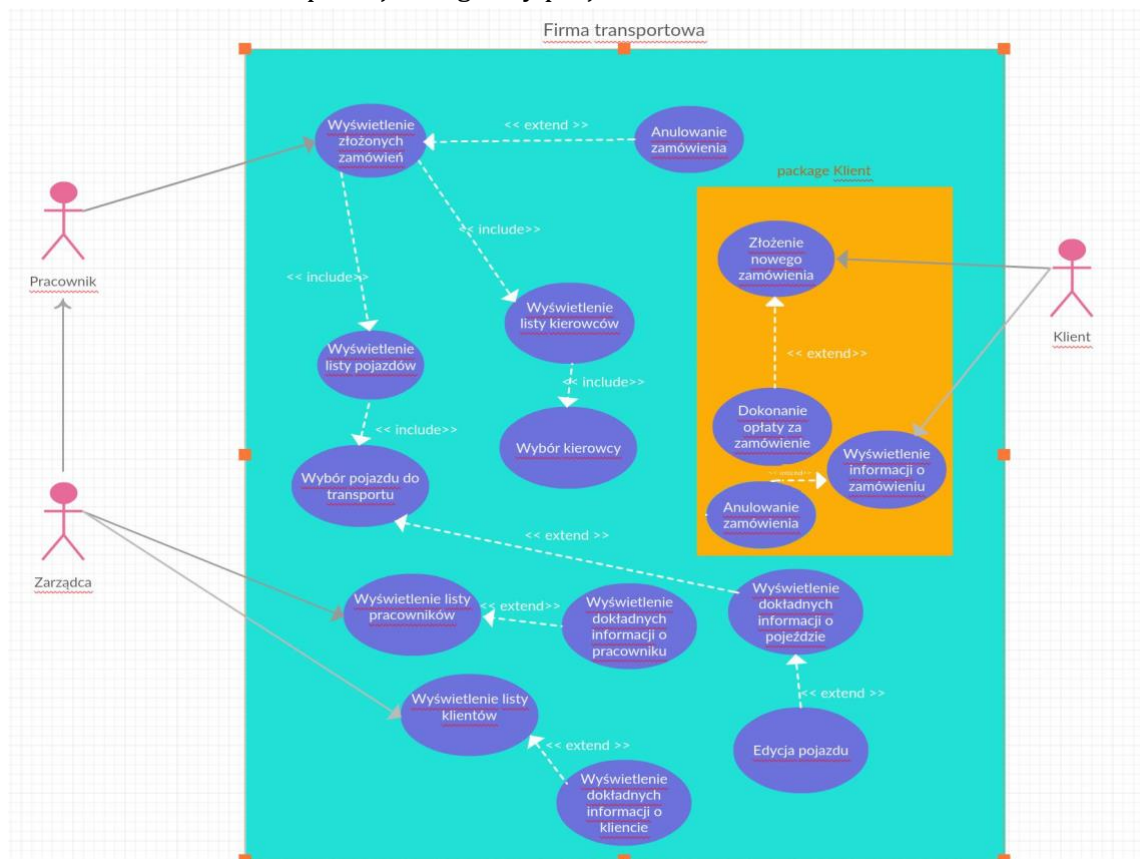 Firma transportowa
Wyświetlenie
złożonych
zamówień
<< extend >>
Anulowanie
zamówienia
package Klient
Złożenie
nowego
zamówienia
<< include>>
<< include>>
Pracownik
Wyświetlenie
listy kierowców
Klient
Wyświetlenie
listy pojazdów
<< extend>>
<< include>>
<< include>>
Dokonanie
opłaty za
zamówienie
Wybór kierowcy
Wyświetlenie
informacji o
zamówieniu
Wybór pojazdu do
transportu
<< extend>>
Anulowanie
zamówienia
<< extend >>
Zarządca
Wyświetlenie listy
pracowników
<< extend>>
Wyświetlenie
dokładnych
informacji o
pracowniku
Wyświetlenie
dokładnych
informacji o
pojeździe
Wyświetlenie listy
klientów
<< extend >>
<< extend >>
Edycja pojazdu
Wyświetlenie
dokładnych
informacji o
kliencie